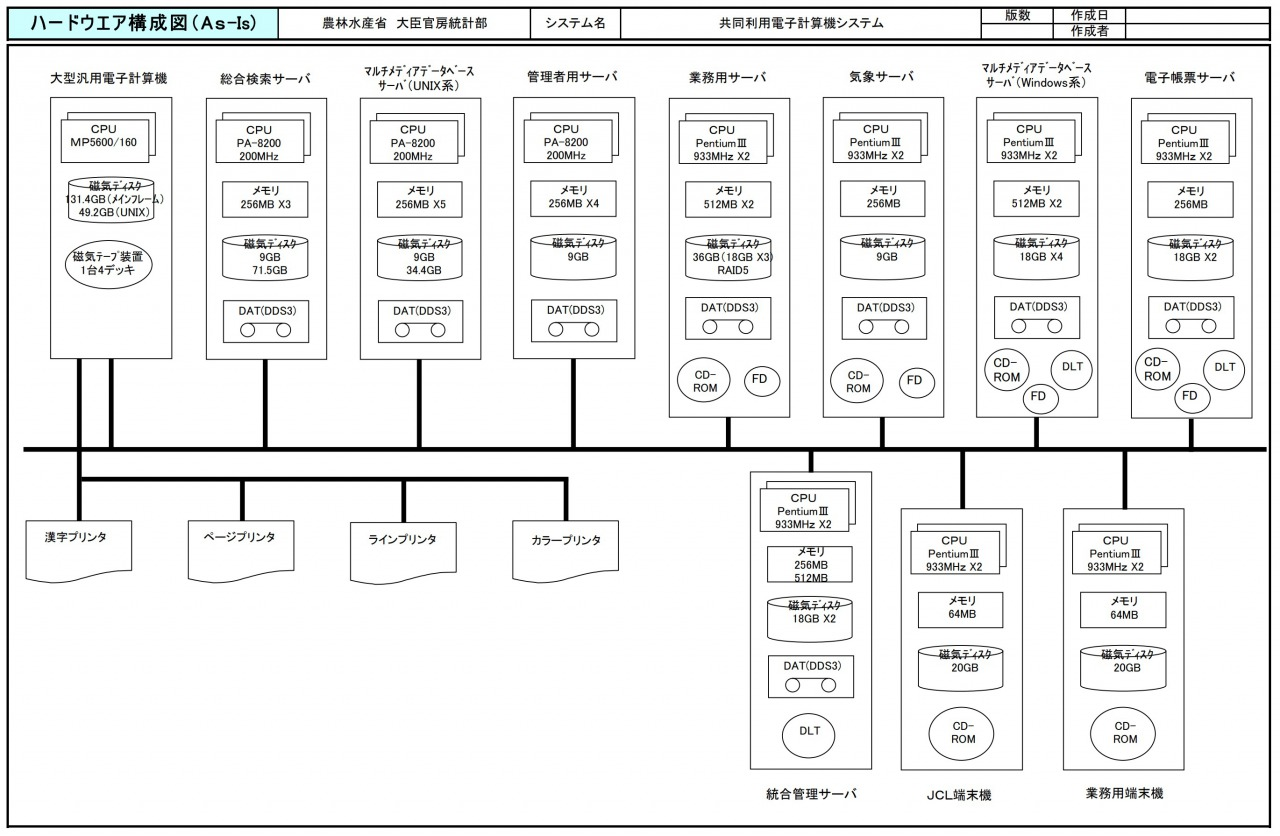 ハードウエア構成図(As-Is)
農林水産省 大臣官房統計部
システム名
共同利用電子計算機システム
版数
作成日
作成者
大型汎用電子計算機
CPU
MP5600/160
磁気ディスク
131.4GB(メインフレーム)
49.2GB(UNIX)
磁気テープ装置
1台4デッキ
総合検索サーバ
CPU
PA-8200
200MHz
メモリ
256MB X3
磁気ディスク
9GB
71.5GB
DAT(DDS3)
マルチメディアデータベース
サーバ(UNIX系)
CPU
PA-8200
200MHz
メモリ
256MB X5
磁気ディスク
9GB
34.4GB
DAT(DDS3)
管理者用サーバ
CPU
PA-8200
200MHz
メモリ
256MB X4
磁気ディスク
9GB
DAT(DDS3)
業務用サーバ
CPU
PentiumⅢ
933MHz X2
メモリ
512MB X2
磁気ディスク
36GB(18GB X3)
RAID5
DAT(DDS3)
CD-
ROM
FD
気象サーバ
CPU
PentiumⅢ
933MHz X2
メモリ
256MB
磁気ディスク
9GB
DAT(DDS3)
CD-
ROM
FD
マルチメディアデータベース
サーバ(Windows系)
CPU
PentiumⅢ
933MHz X2
メモリ
512MB X2
磁気ディスク
18GB X4
DAT(DDS3)
CD-
ROM
DLT
FD
電子帳票サーバ
CPU
PentiumⅢ
933MHz X2
メモリ
256MB
磁気ディスク
18GB X2
DAT(DDS3)
CD-
ROM
DLT
FD
漢字プリンタ
ページプリンタ
ラインプリンタ
カラープリンタ
CPU
PentiumⅢ
933MHz X2
メモリ
256MB
512MB
磁気ディスク
18GB X2
DAT(DDS3)
DLT
統合管理サーバ
CPU
PentiumⅢ
933MHz X2
メモリ
64MB
磁気ディスク
20GB
CD-
ROM
JCL端末機
CPU
PentiumⅢ
933MHz X2
メモリ
64MB
磁気ディスク
20GB
CD-
ROM
業務用端末機